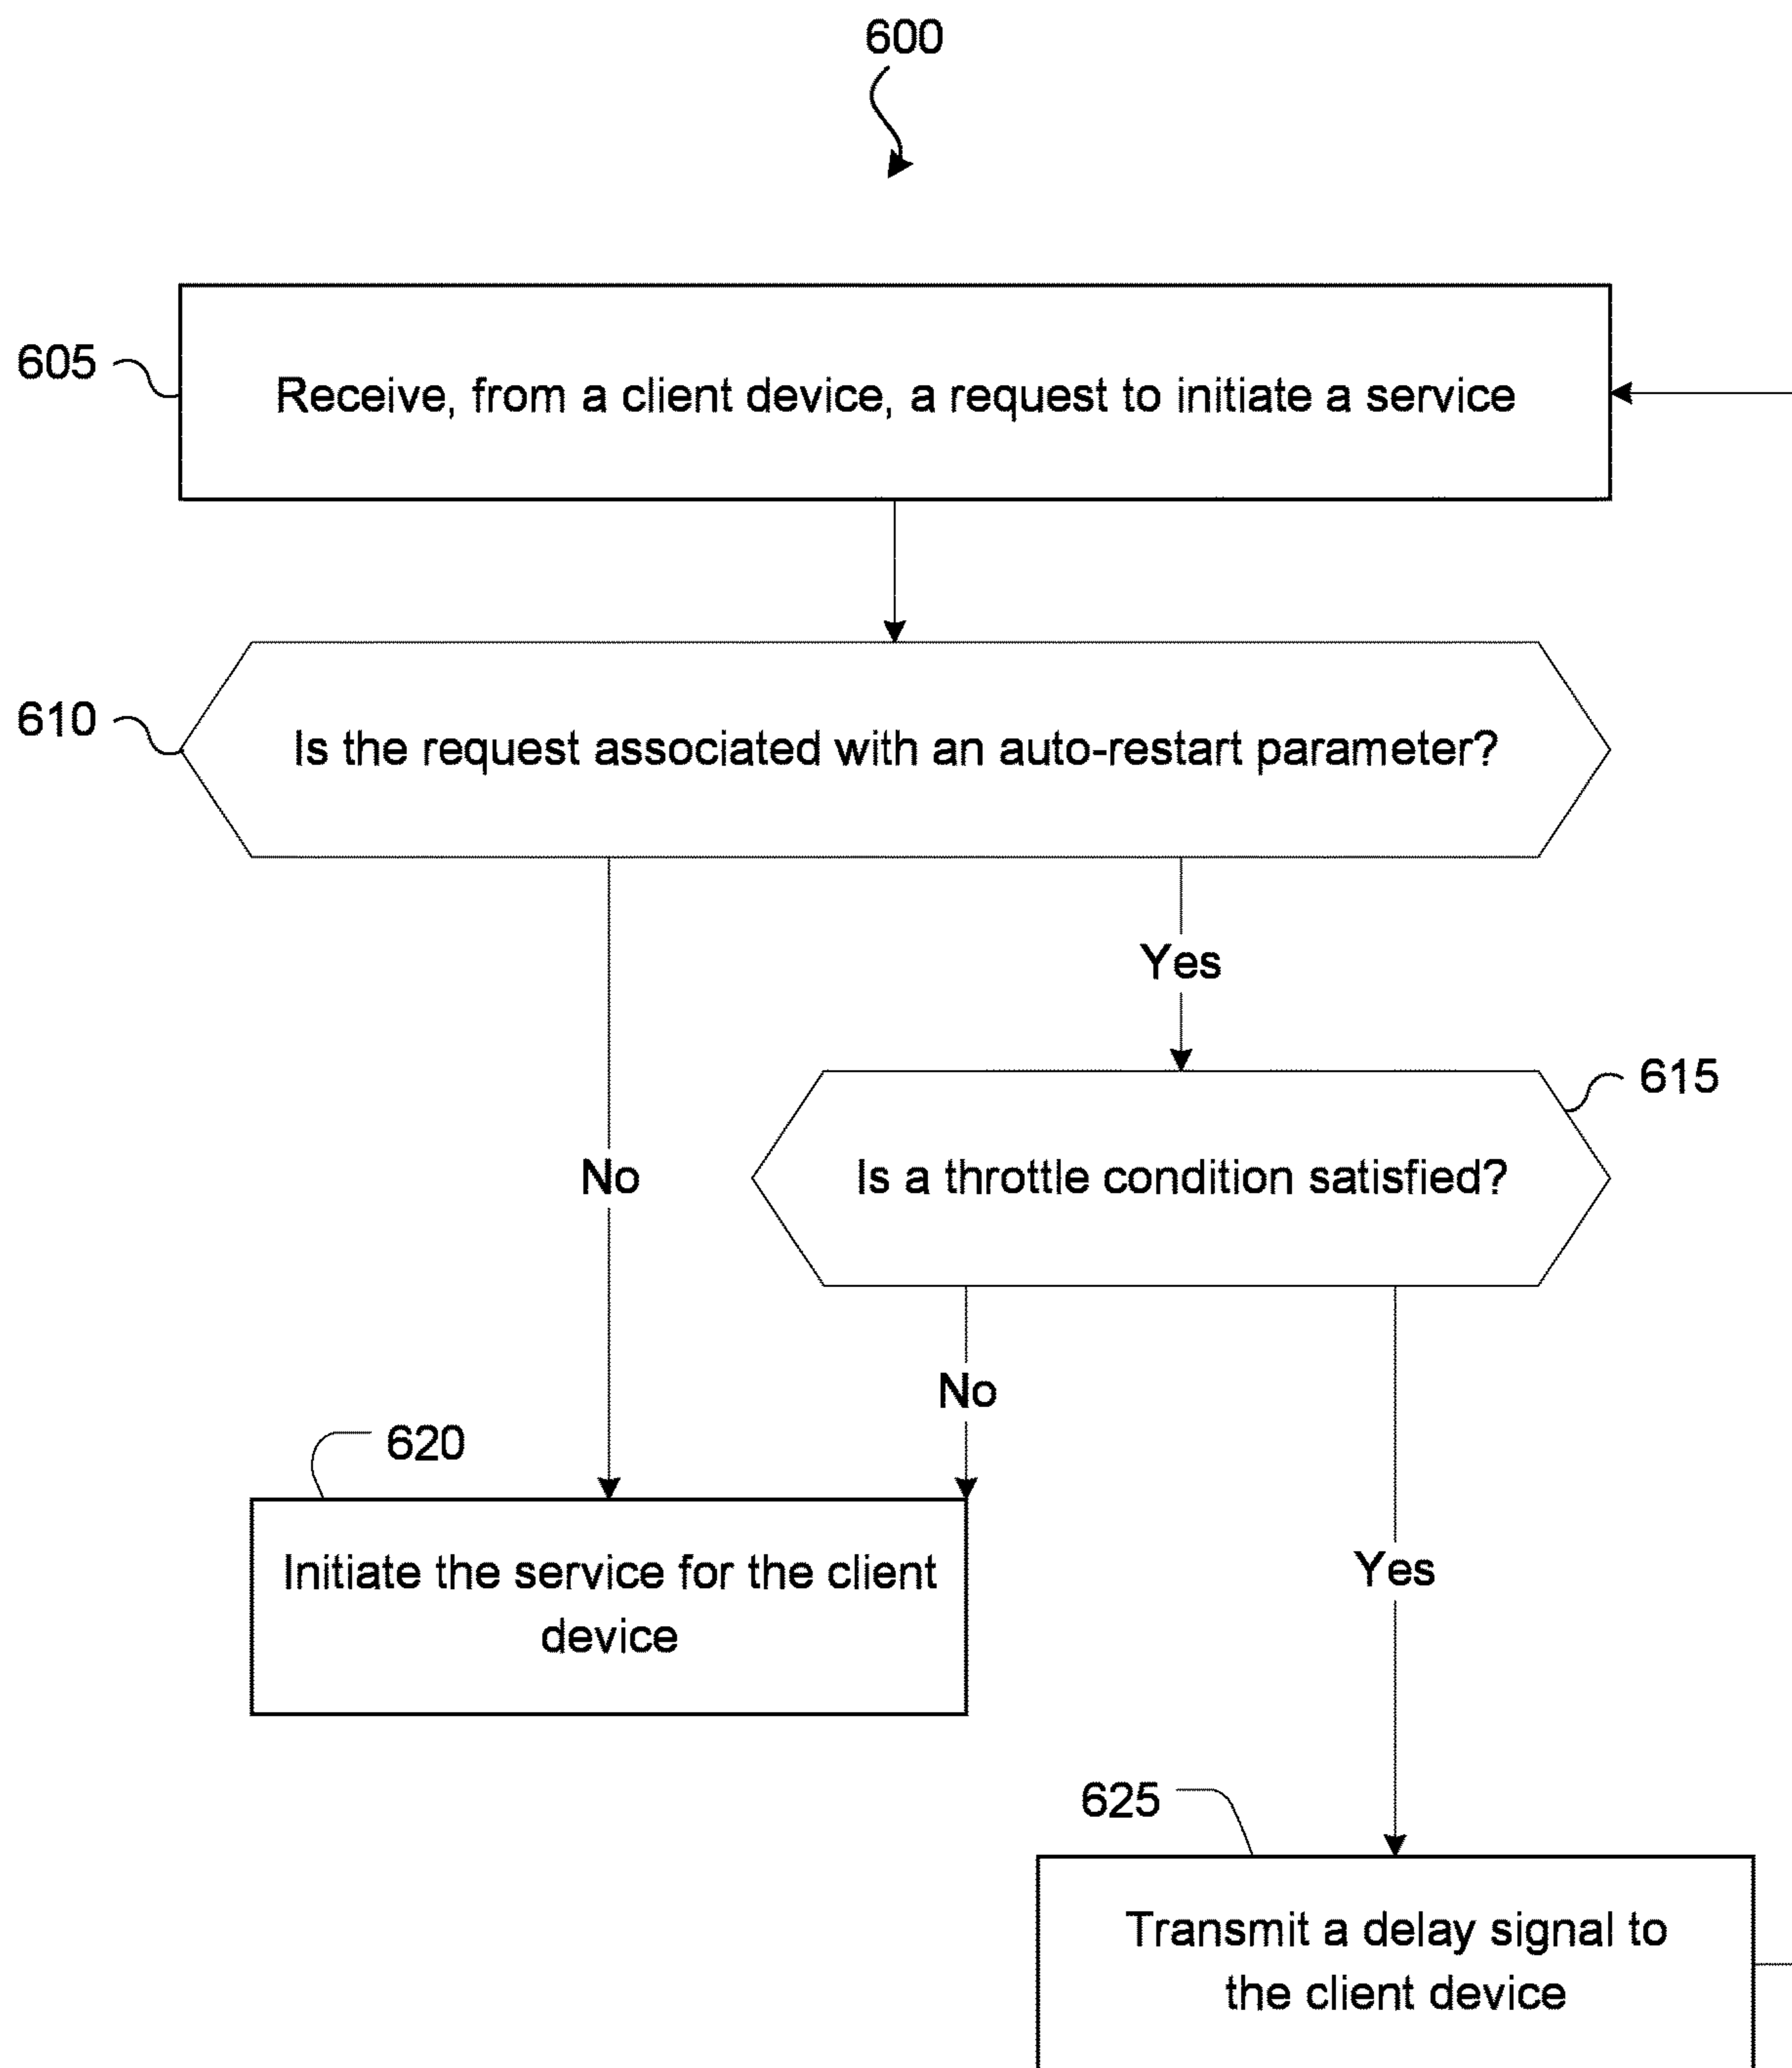 600
605
Receive, from a client device, a request to initiate a service
610
Is the request associated with an auto-restart parameter?
Yes
615
Is a throttle condition satisfied?
No
No
620
Initiate the service for the client
device
Yes
625
Transmit a delay signal to
the client device